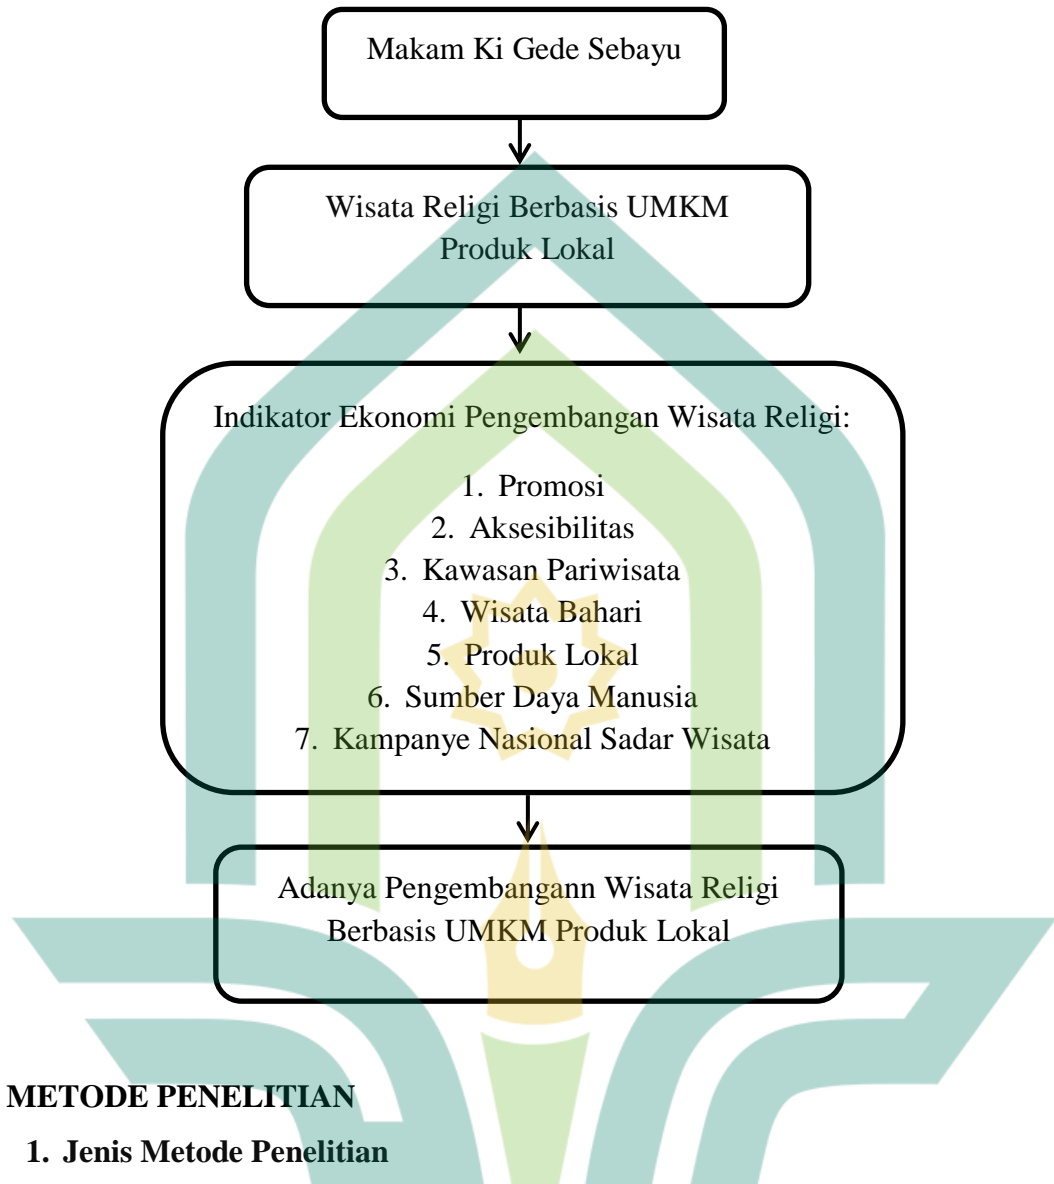 Makam Ki Gede Sebayu
Wisata Religi Berbasis UMKM
Produk Lokal
Indikator Ekonomi Pengembangan Wisata Religi:
1. Promosi
2. Aksesibilitas
3. Kawasan Pariwisata
4. Wisata Bahari
5. Produk Lokal
6. Sumber Daya Manusia
7. Kampanye Nasional Sadar Wisata
Adanya Pengembangann Wisata Religi
Berbasis UMKM Produk Lokal
METODE PENELITIAN
1. Jenis Metode Penelitian